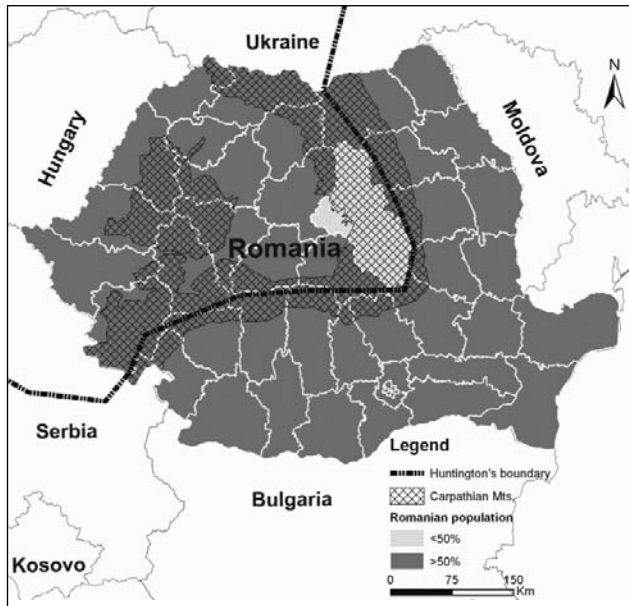 Ukraine
N
Hungary
Moldova
Romania
Serbia
Legend
Huntington's boundary
Bulgaria
Carpathian Mts.
Romanian population
<50%
Kosovo
>50%
0 75 150
Km